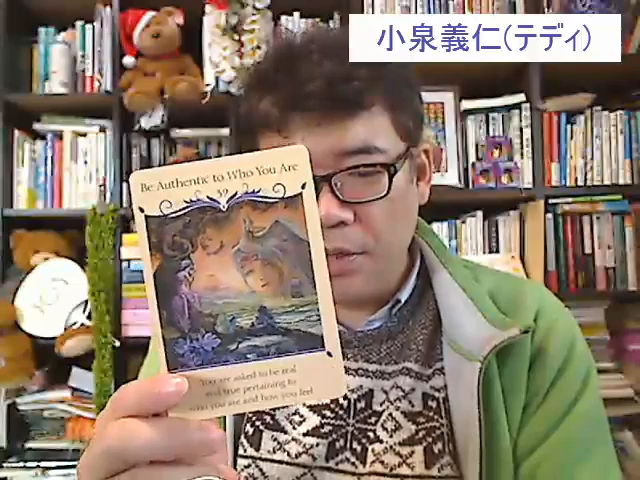 小泉義仁(テディ)
Be Authentic to Who You Are
39
You are asked to be real
and true pertaining to
who you are and how you feel